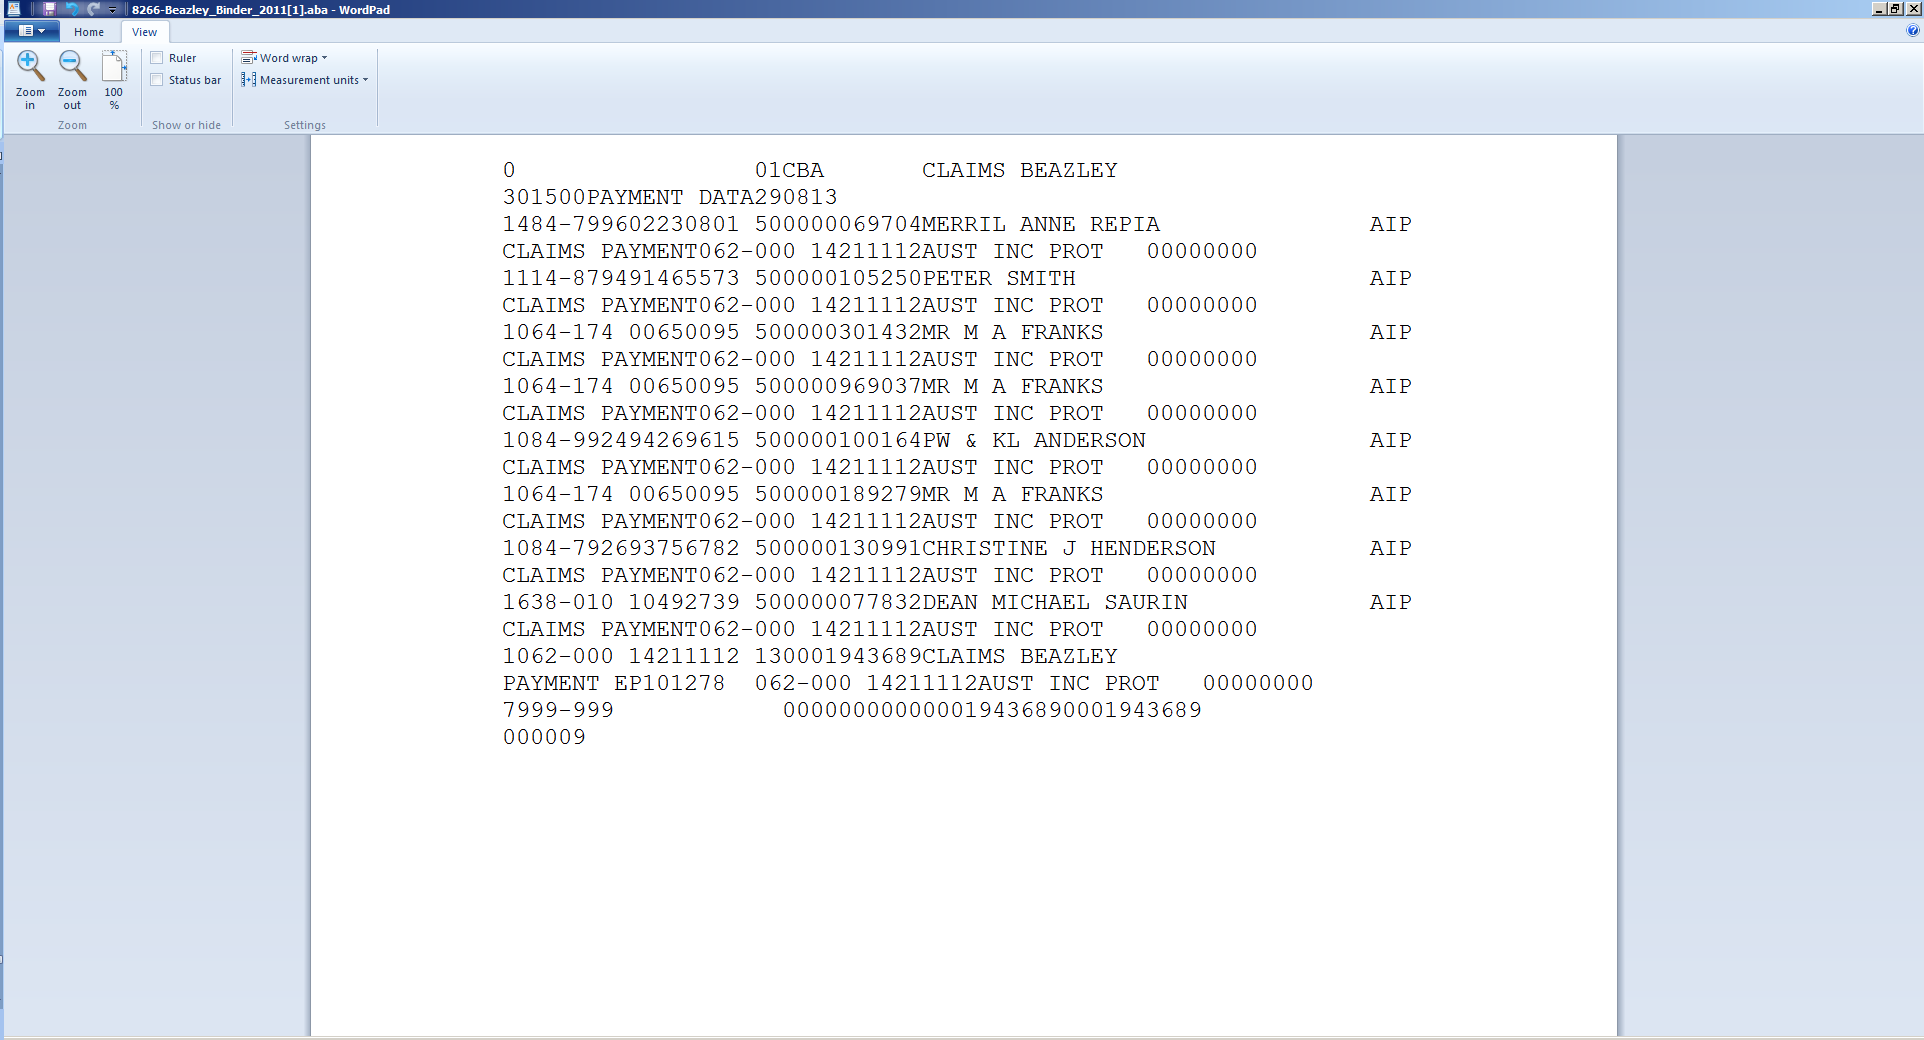 8266-Beazley_Binder_2011[1].aba - WordPad
Home View
Zoom in Zoom out 100 %
Ruler
Status bar
Word wrap
Measurement units
Zoom Show or hide Settings
0                 01CBA       CLAIMS BEAZLEY
301500PAYMENT DATA290813
1484-799602230801 500000069704MERRIL ANNE REPIA               AIP
CLAIMS PAYMENT062-000 14211112AUST INC PROT   00000000
1114-879491465573 500000105250PETER SMITH                     AIP
CLAIMS PAYMENT062-000 14211112AUST INC PROT   00000000
1064-174 00650095 500000301432MR M A FRANKS                   AIP
CLAIMS PAYMENT062-000 14211112AUST INC PROT   00000000
1064-174 00650095 500000969037MR M A FRANKS                   AIP
CLAIMS PAYMENT062-000 14211112AUST INC PROT   00000000
1084-992494269615 500000100164PW & KL ANDERSON                AIP
CLAIMS PAYMENT062-000 14211112AUST INC PROT   00000000
1064-174 00650095 500000189279MR M A FRANKS                   AIP
CLAIMS PAYMENT062-000 14211112AUST INC PROT   00000000
1084-792693756782 500000130991CHRISTINE J HENDERSON           AIP
CLAIMS PAYMENT062-000 14211112AUST INC PROT   00000000
1638-010 10492739 500000077832DEAN MICHAEL SAURIN             AIP
CLAIMS PAYMENT062-000 14211112AUST INC PROT   00000000
1062-000 14211112 130001943689CLAIMS BEAZLEY
PAYMENT EP101278  062-000 14211112AUST INC PROT   00000000
7999-999            000000000000019436890001943689
000009